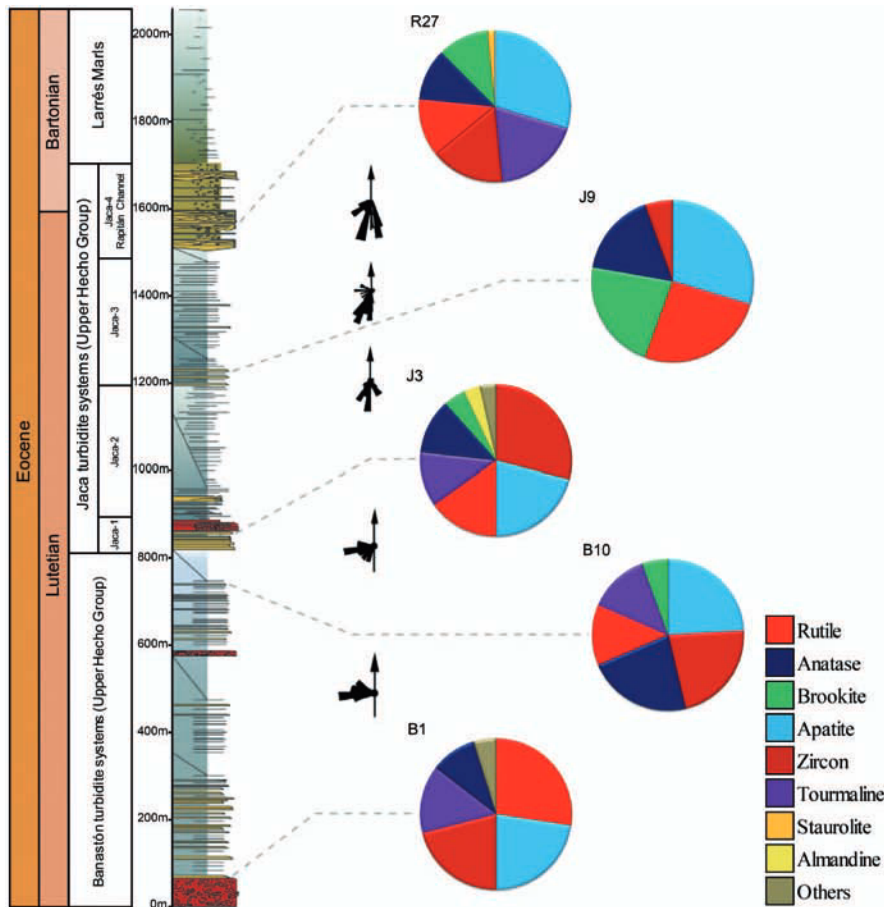 Eocene
Bartonian
Lutetian
Larrés Marls
Jaca turbidite systems (Upper Hecho Group)
Jaca-4
Rapitán Channel
Jaca-3
Jaca-2
Jaca-1
Banastón turbidite systems (Upper Hecho Group)
2000m
1800m
1600m
1400m
1200m
1000m
800m
600m
400m
200m
0m
R27
J9
J3
B10
B1
Rutile
Anatase
Brookite
Apatite
Zircon
Tourmaline
Staurolite
Almandine
Others